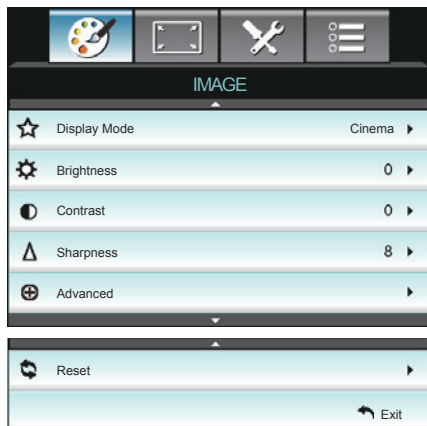 IMAGE
Display Mode Cinema
Brightness 0
Contrast 0
Sharpness 8
Advanced
Reset
Exit